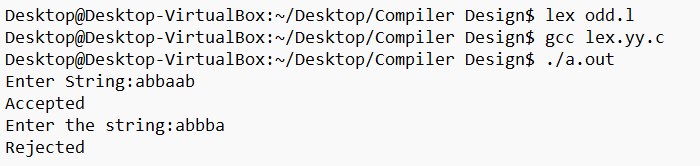 Desktop@Desktop-VirtualBox:~/Desktop/Compiler Design$ lex odd.l
Desktop@Desktop-VirtualBox:~/Desktop/Compiler Design$ gcc lex.yy.c
Desktop@Desktop-VirtualBox:~/Desktop/Compiler Design$ ./a.out
Enter String:abbaab
Accepted
Enter the string:abbba
Rejected